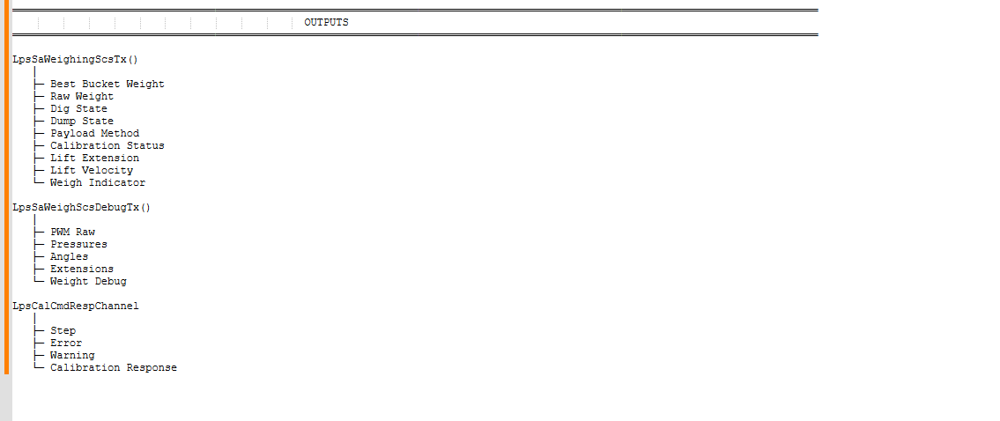 OUTPUTS
LpsSaWeighingScsTx()
├─ Best Bucket Weight
├─ Raw Weight
├─ Dig State
├─ Dump State
├─ Payload Method
├─ Calibration Status
├─ Lift Extension
├─ Lift Velocity
└─ Weigh Indicator
LpsSaWeighScsDebugTx()
├─ PWM Raw
├─ Pressures
├─ Angles
├─ Extensions
└─ Weight Debug
LpsCalCmdRespChannel
├─ Step
├─ Error
├─ Warning
└─ Calibration Response